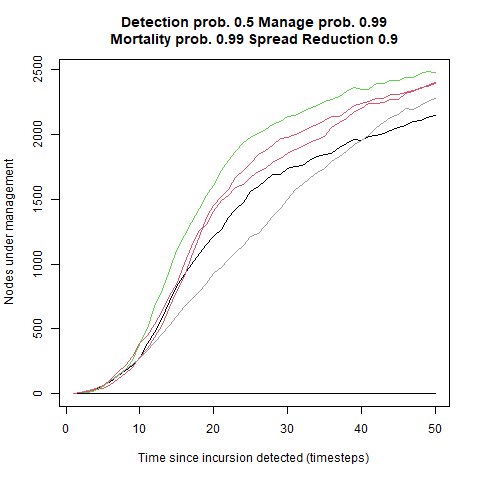 Detection prob. 0.5 Manage prob. 0.99
Mortality prob. 0.99 Spread Reduction 0.9
Nodes under management
2500
2000
1500
1000
500
0
0 10 20 30 40 50
Time since incursion detected (timesteps)